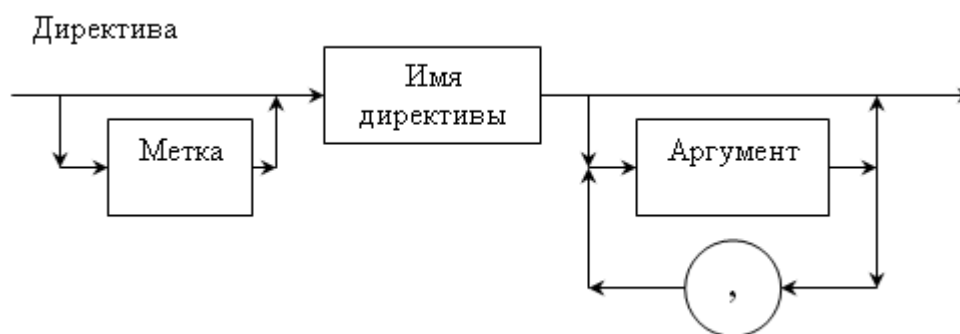 Директива
Имя
директивы
Метка
Аргумент
,